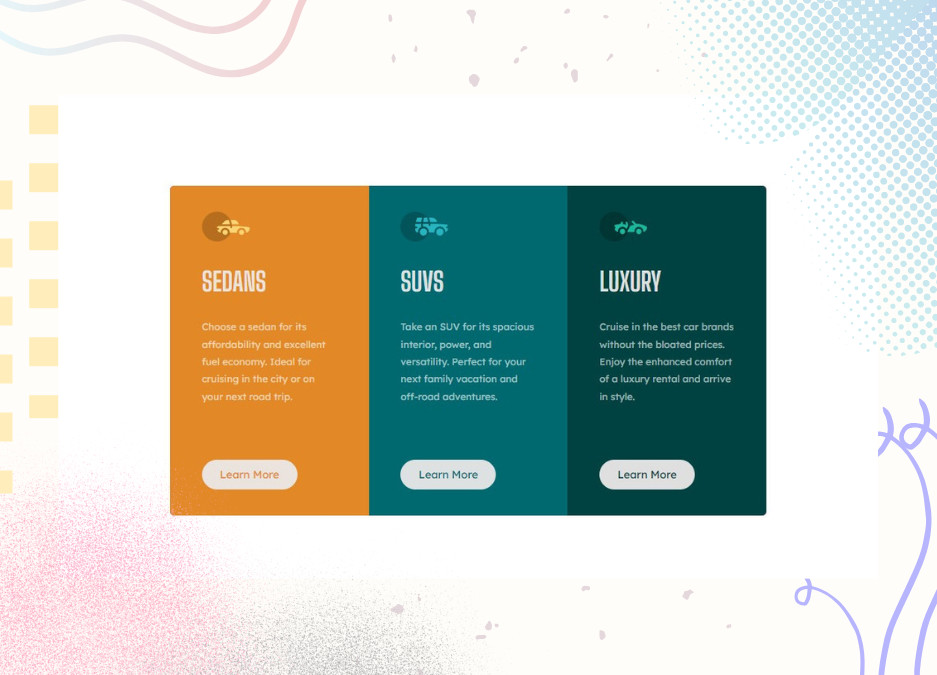 SEDANS
Choose a sedan for its
affordability and excellent
fuel economy. Ideal for
cruising in the city or on
your next road trip.
Learn More
SUVS
Take an SUV for its spacious
interior, power, and
versatility. Perfect for your
next family vacation and
off-road adventures.
Learn More
LUXURY
Cruise in the best car brands
without the bloated prices.
Enjoy the enhanced comfort
of a luxury rental and arrive
in style.
Learn More